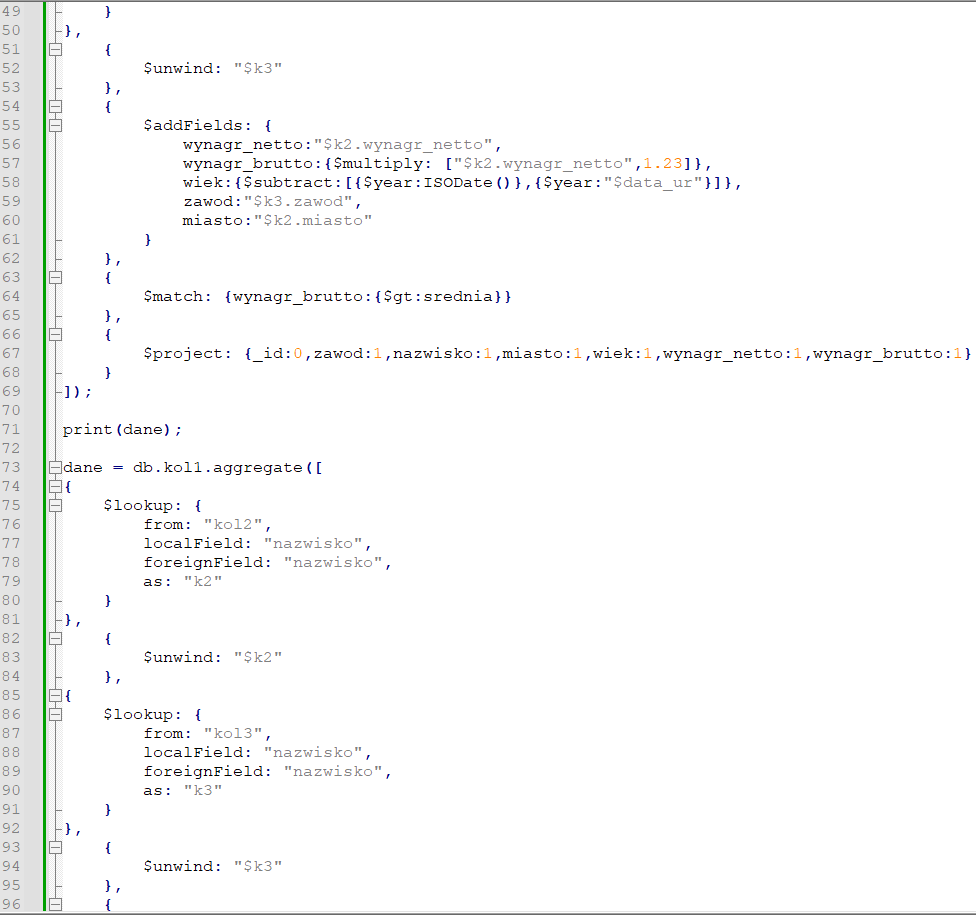 49 }
50 },
51 {
52 $unwind: "$k3"
53 },
54 {
55 $addFields: {
56 wynagr_netto:"$k2.wynagr_netto",
57 wynagr_brutto:{$multiply: ["$k2.wynagr_netto",1.23]},
58 wiek:{$subtract:[{$year:ISODate()},{$year:"$data_ur"}]},
59 zawod:"$k3.zawod",
60 miasto:"$k2.miasto"
61 }
62 },
63 {
64 $match: {wynagr_brutto:{$gt:srednia}}
65 },
66 {
67 $project: {_id:0,zawod:1,nazwisko:1,miasto:1,wiek:1,wynagr_netto:1,wynagr_brutto:1}
68 }
69 ]);
70
71 print(dane);
72
73 dane = db.kol1.aggregate([
74 {
75 $lookup: {
76 from: "kol2",
77 localField: "nazwisko",
78 foreignField: "nazwisko",
79 as: "k2"
80 }
81 },
82 {
83 $unwind: "$k2"
84 },
85 {
86 $lookup: {
87 from: "kol3",
88 localField: "nazwisko",
89 foreignField: "nazwisko",
90 as: "k3"
91 }
92 },
93 {
94 $unwind: "$k3"
95 },
96 {